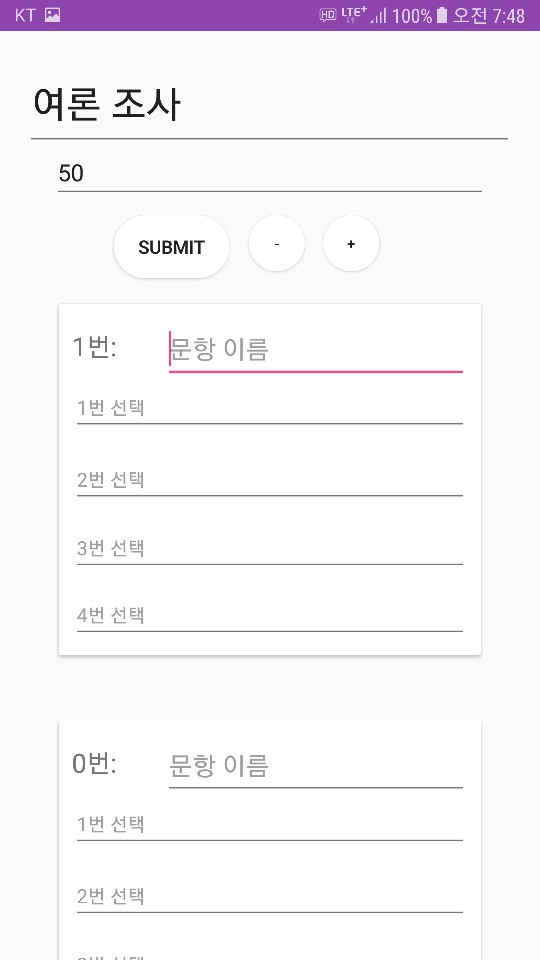 KT HD LTE+ 100% 오전 7:48
여론 조사
50
SUBMIT - +
1번: 문항 이름
1번 선택
2번 선택
3번 선택
4번 선택
0번: 문항 이름
1번 선택
2번 선택